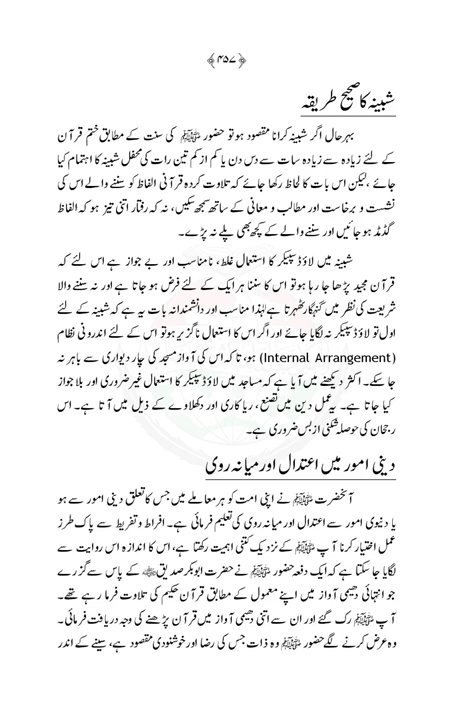 ﴿۴۵۷﴾
شبینہ کا صحیح طریقہ
بہرحال اگر شبینہ کرانا مقصود ہو تو حضور ﷺ کی سنت کے مطابق ختم قرآن
کے لئے زیادہ سے زیادہ سات سے دس دن یا کم از کم تین رات کی محفل شبینہ کا اہتمام کیا
جائے ،لیکن اس بات کا لحاظ رکھا جائے کہ تلاوت کردہ قرآنی الفاظ کو سننے والے اس کی
نشست و برخاست اور مطالب و معانی کے ساتھ سمجھ سکیں، نہ کہ رفتار اتنی تیز ہو کہ الفاظ
گڈمڈ ہو جائیں اور سننے والے کے کچھ بھی پلے نہ پڑے۔
شبینہ میں لاؤڈ سپیکر کا استعمال غلط، نامناسب اور بے جواز ہے اس لئے کہ
قرآن مجید پڑھا جا رہا ہو تو اس کا سننا ہر ایک کے لئے فرض ہو جاتا ہے اور نہ سننے والا
شریعت کی نظر میں گنہگار ٹھہرتا ہے لہٰذا مناسب اور دانشمندانہ بات یہ ہے کہ شبینہ کے لئے
اول تو لاؤڈ سپیکر نہ لگایا جائے اور اگر اس کا استعمال ناگزیر ہو تو اس کے لئے اندرونی نظام
(Internal Arrangement) ہو، تاکہ اس کی آواز مسجد کی چار دیواری سے باہر نہ
جا سکے۔ اکثر دیکھنے میں آیا ہے کہ مساجد میں لاؤڈ سپیکر کا استعمال غیر ضروری اور بلا جواز
کیا جاتا ہے۔ یہ عمل دین میں تصنع، ریاکاری اور دکھلاوے کے ذیل میں آتا ہے۔ اس
رجحان کی حوصلہ شکنی از بس ضروری ہے۔
دینی امور میں اعتدال اور میانہ روی
آنحضرت ﷺ نے اپنی امت کو ہر معاملے میں جس کا تعلق دینی امور سے ہو
یا دنیوی امور سے اعتدال اور میانہ روی کی تعلیم فرمائی ہے۔ افراط و تفریط سے پاک طرز
عمل اختیار کرنا آپ ﷺ کے نزدیک کتنی اہمیت رکھتا ہے، اس کا اندازہ اس روایت سے
لگایا جا سکتا ہے کہ ایک دفعہ حضور ﷺ نے حضرت ابوبکر صدیق ؓ کے پاس سے گزرے
جو انتہائی دھیمی آواز میں اپنے معمول کے مطابق قرآن حکیم کی تلاوت فرما رہے تھے۔
آپ ﷺ رک گئے اور ان سے اتنی دھیمی آواز میں قرآن پڑھنے کی وجہ دریافت فرمائی۔
وہ عرض کرنے لگے حضور ﷺ وہ ذات جس کی رضا اور خوشنودی مقصود ہے، سینے کے اندر